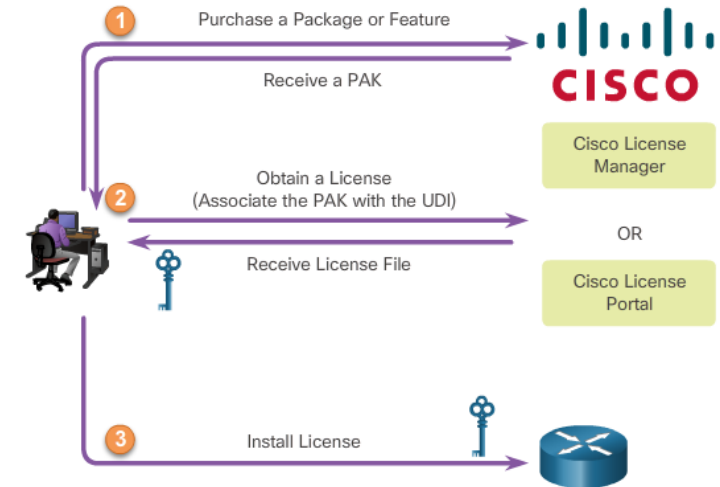 1
Purchase a Package or Feature
Receive a PAK
CISCO
Cisco License
Manager
2
Obtain a License
(Associate the PAK with the UDI)
OR
Receive License File
Cisco License
Portal
3
Install License